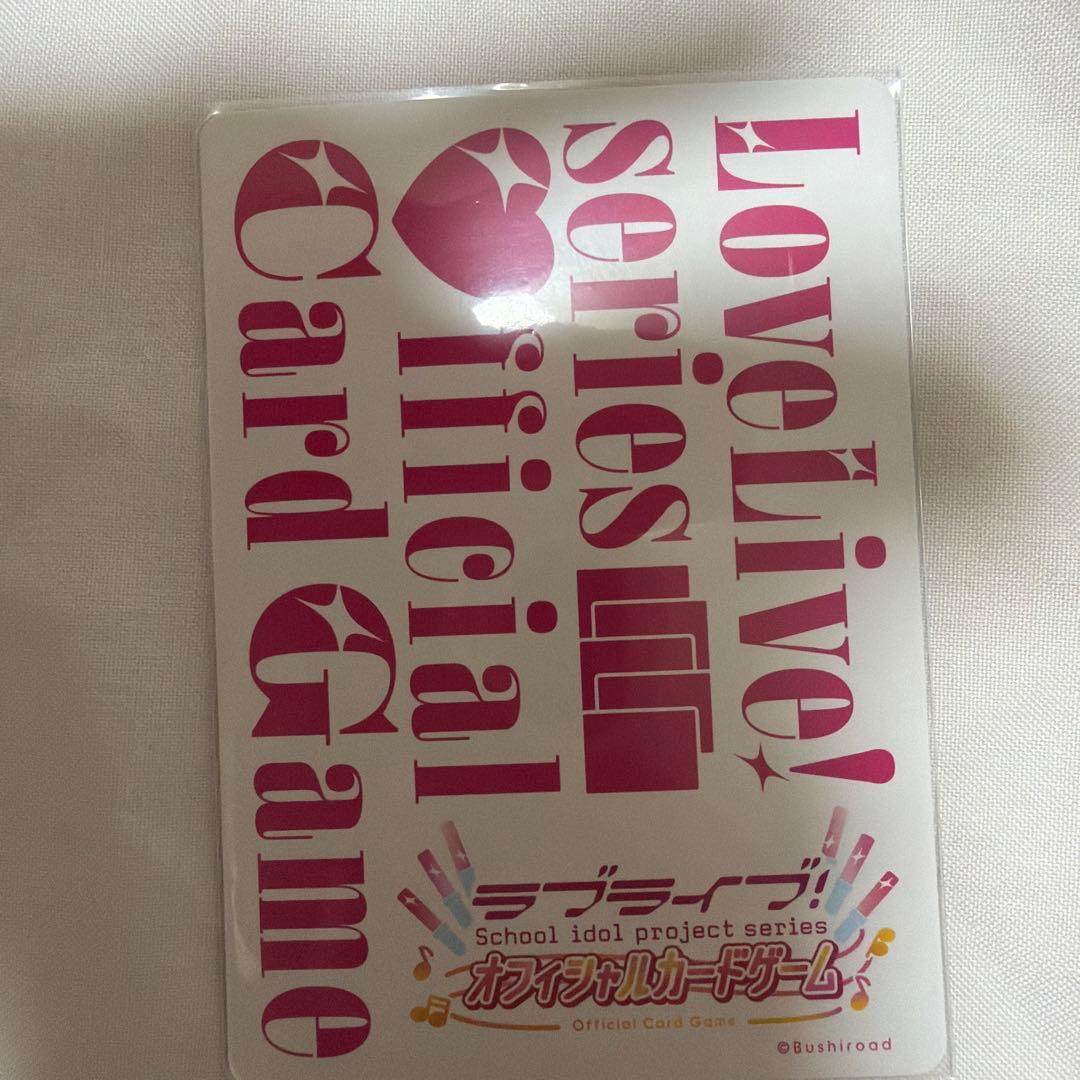 LoveLive!
series
Official
Card Game
ラブライブ!
School idol project series
オフィシャルカードゲーム
Official Card Game
©Bushiroad